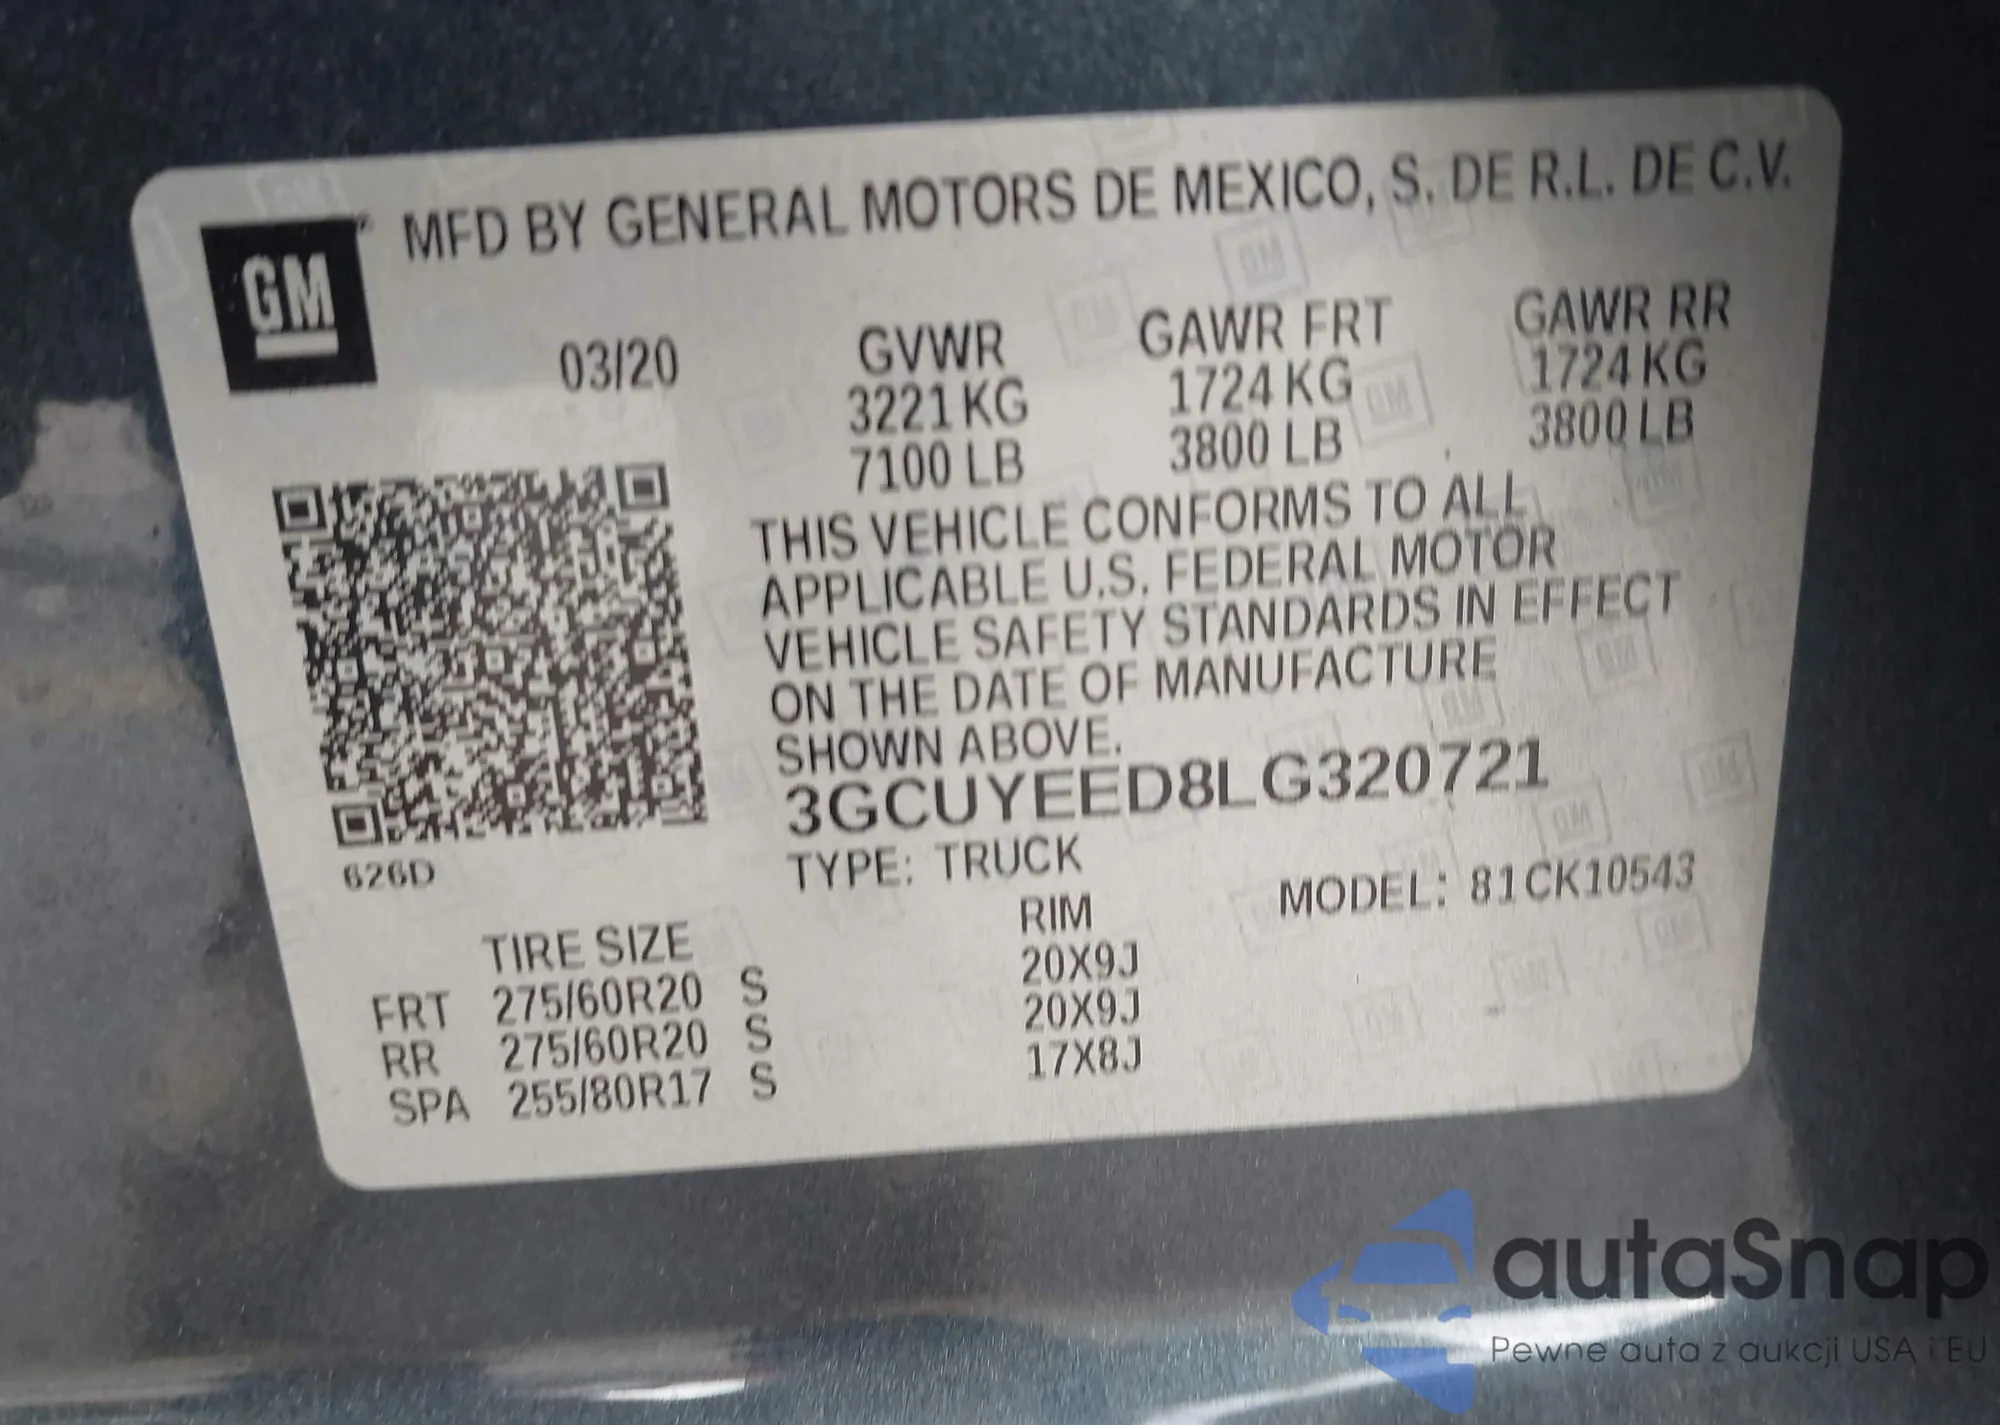 MFD BY GENERAL MOTORS DE MEXICO, S. DE R.L. DE C.V.
GM
03/20
GVWR
3221 KG
7100 LB
GAWR FRT
1724 KG
3800 LB
GAWR RR
1724 KG
3800 LB
THIS VEHICLE CONFORMS TO ALL
APPLICABLE U.S. FEDERAL MOTOR
VEHICLE SAFETY STANDARDS IN EFFECT
ON THE DATE OF MANUFACTURE
SHOWN ABOVE.
3GCUYEED8LG320721
626D
TYPE: TRUCK
MODEL: 81CK10543
TIRE SIZE RIM
FRT 275/60R20 S 20X9J
RR 275/60R20 S 20X9J
SPA 255/80R17 S 17X8J
autaSnap
Pewne auta z aukcji USA i EU